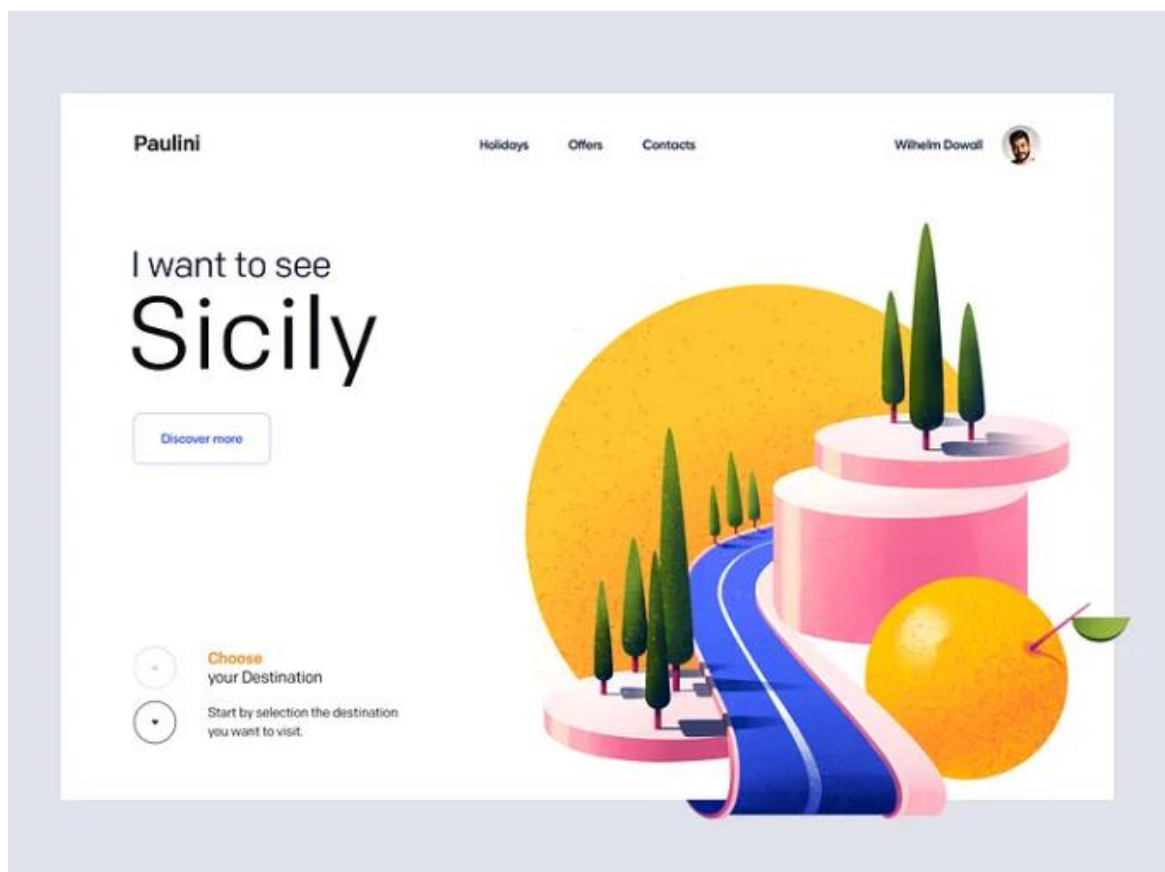 Paulini
Holidays
Offers
Contacts
Wilhelm Dowall
I want to see
Sicily
Discover more
Choose
your Destination
Start by selection the destination
you want to visit.